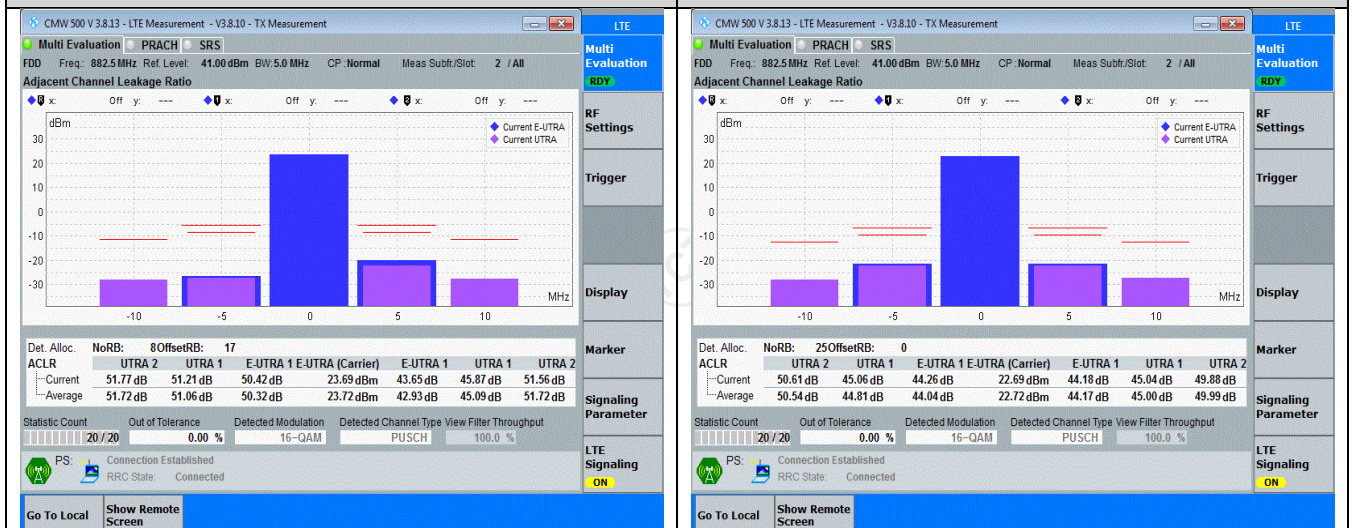 CMW 500 V 3.8.13 - LTE Measurement - V3.8.10 - TX Measurement
LTE
Multi Evaluation PRACH SRS
Multi Evaluation
RDY
FDD Freq.: 882.5 MHz Ref. Level: 41.00 dBm BW: 5.0 MHz CP : Normal Meas Subfr./Slot: 2 / All
Adjacent Channel Leakage Ratio
x: Off y: --- x: Off y: --- x: Off y: ---
RF Settings
dBm
Current E-UTRA
Current UTRA
30
20
Trigger
10
0
-10
-20
-30
MHz
-10 -5 0 5 10
Display
Det. Alloc. NoRB: 8 OffsetRB: 17
Marker
ACLR UTRA 2 UTRA 1 E-UTRA 1 E-UTRA (Carrier) E-UTRA 1 UTRA 1 UTRA 2
Current 51.77 dB 51.21 dB 50.42 dB 23.69 dBm 43.65 dB 45.87 dB 51.56 dB
Average 51.72 dB 51.06 dB 50.32 dB 23.72 dBm 42.93 dB 45.09 dB 51.72 dB
Signaling Parameter
Statistic Count Out of Tolerance Detected Modulation Detected Channel Type View Filter Throughput
20 / 20 0.00 % 16-QAM PUSCH 100.0 %
LTE Signaling
ON
PS: Connection Established
RRC State: Connected
Go To Local Show Remote Screen
CMW 500 V 3.8.13 - LTE Measurement - V3.8.10 - TX Measurement
LTE
Multi Evaluation PRACH SRS
Multi Evaluation
RDY
FDD Freq.: 882.5 MHz Ref. Level: 41.00 dBm BW: 5.0 MHz CP : Normal Meas Subfr./Slot: 2 / All
Adjacent Channel Leakage Ratio
x: Off y: --- x: Off y: --- x: Off y: ---
RF Settings
dBm
Current E-UTRA
Current UTRA
30
20
Trigger
10
0
-10
-20
-30
MHz
-10 -5 0 5 10
Display
Det. Alloc. NoRB: 25 OffsetRB: 0
Marker
ACLR UTRA 2 UTRA 1 E-UTRA 1 E-UTRA (Carrier) E-UTRA 1 UTRA 1 UTRA 2
Current 50.61 dB 45.06 dB 44.26 dB 22.69 dBm 44.18 dB 45.04 dB 49.88 dB
Average 50.54 dB 44.81 dB 44.04 dB 22.72 dBm 44.17 dB 45.00 dB 49.99 dB
Signaling Parameter
Statistic Count Out of Tolerance Detected Modulation Detected Channel Type View Filter Throughput
20 / 20 0.00 % 16-QAM PUSCH 100.0 %
LTE Signaling
ON
PS: Connection Established
RRC State: Connected
Go To Local Show Remote Screen